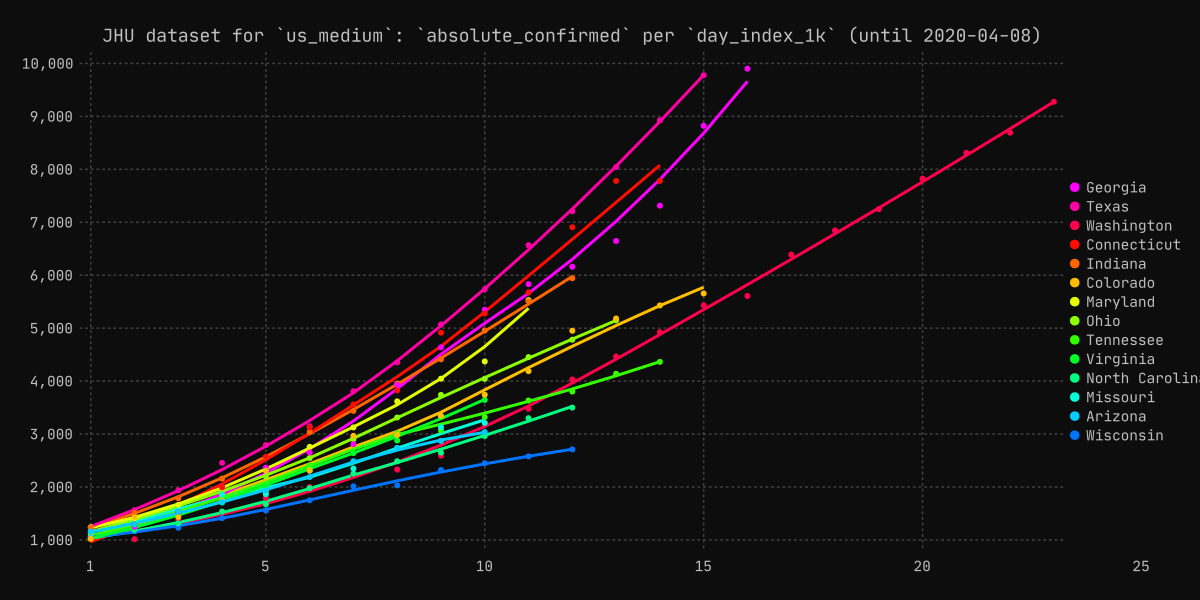 JHU dataset for `us_medium`: `absolute_confirmed` per `day_index_1k` (until 2020-04-08)
10,000
9,000
8,000
7,000
6,000
5,000
4,000
3,000
2,000
1,000
1 5 10 15 20 25
Georgia
Texas
Washington
Connecticut
Indiana
Colorado
Maryland
Ohio
Tennessee
Virginia
North Carolin
Missouri
Arizona
Wisconsin